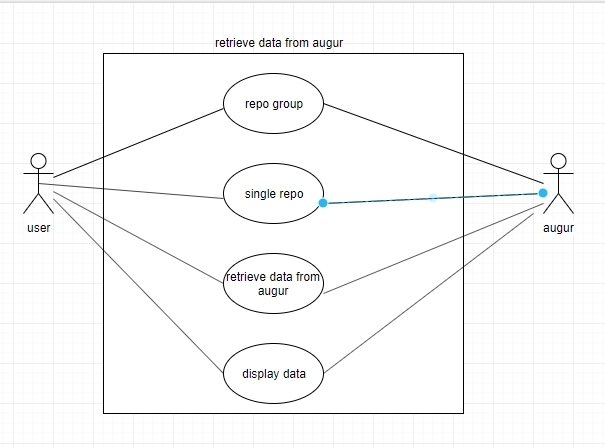 retrieve data from augur
repo group
single repo
user
augur
retrieve data from
augur
display data